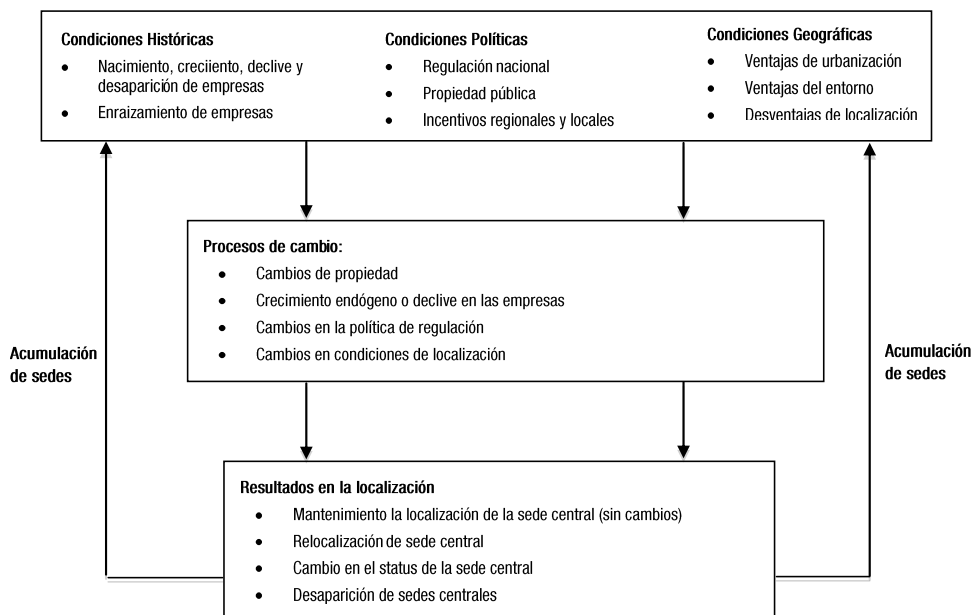 Condiciones Históricas
• Nacimiento, creciiento, declive y
desaparición de empresas
• Enraizamiento de empresas
Condiciones Políticas
• Regulación nacional
• Propiedad pública
• Incentivos regionales y locales
Condiciones Geográficas
• Ventajas de urbanización
• Ventajas del entorno
• Desventajas de localización
Procesos de cambio:
• Cambios de propiedad
• Crecimiento endógeno o declive en las empresas
• Cambios en la política de regulación
• Cambios en condiciones de localización
Acumulación
de sedes
Acumulación
de sedes
Resultados en la localización
• Mantenimiento la localización de la sede central (sin cambios)
• Relocalización de sede central
• Cambio en el status de la sede central
• Desaparición de sedes centrales